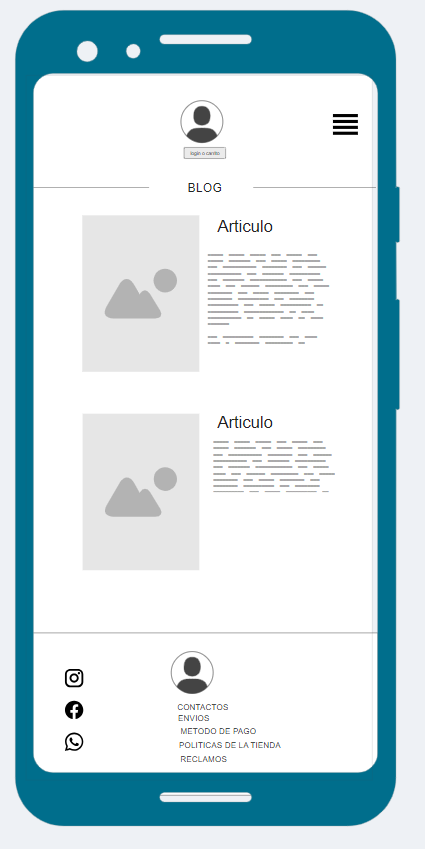 login o carrito
BLOG
Articulo
Articulo
CONTACTOS
ENVIOS
METODO DE PAGO
POLITICAS DE LA TIENDA
RECLAMOS